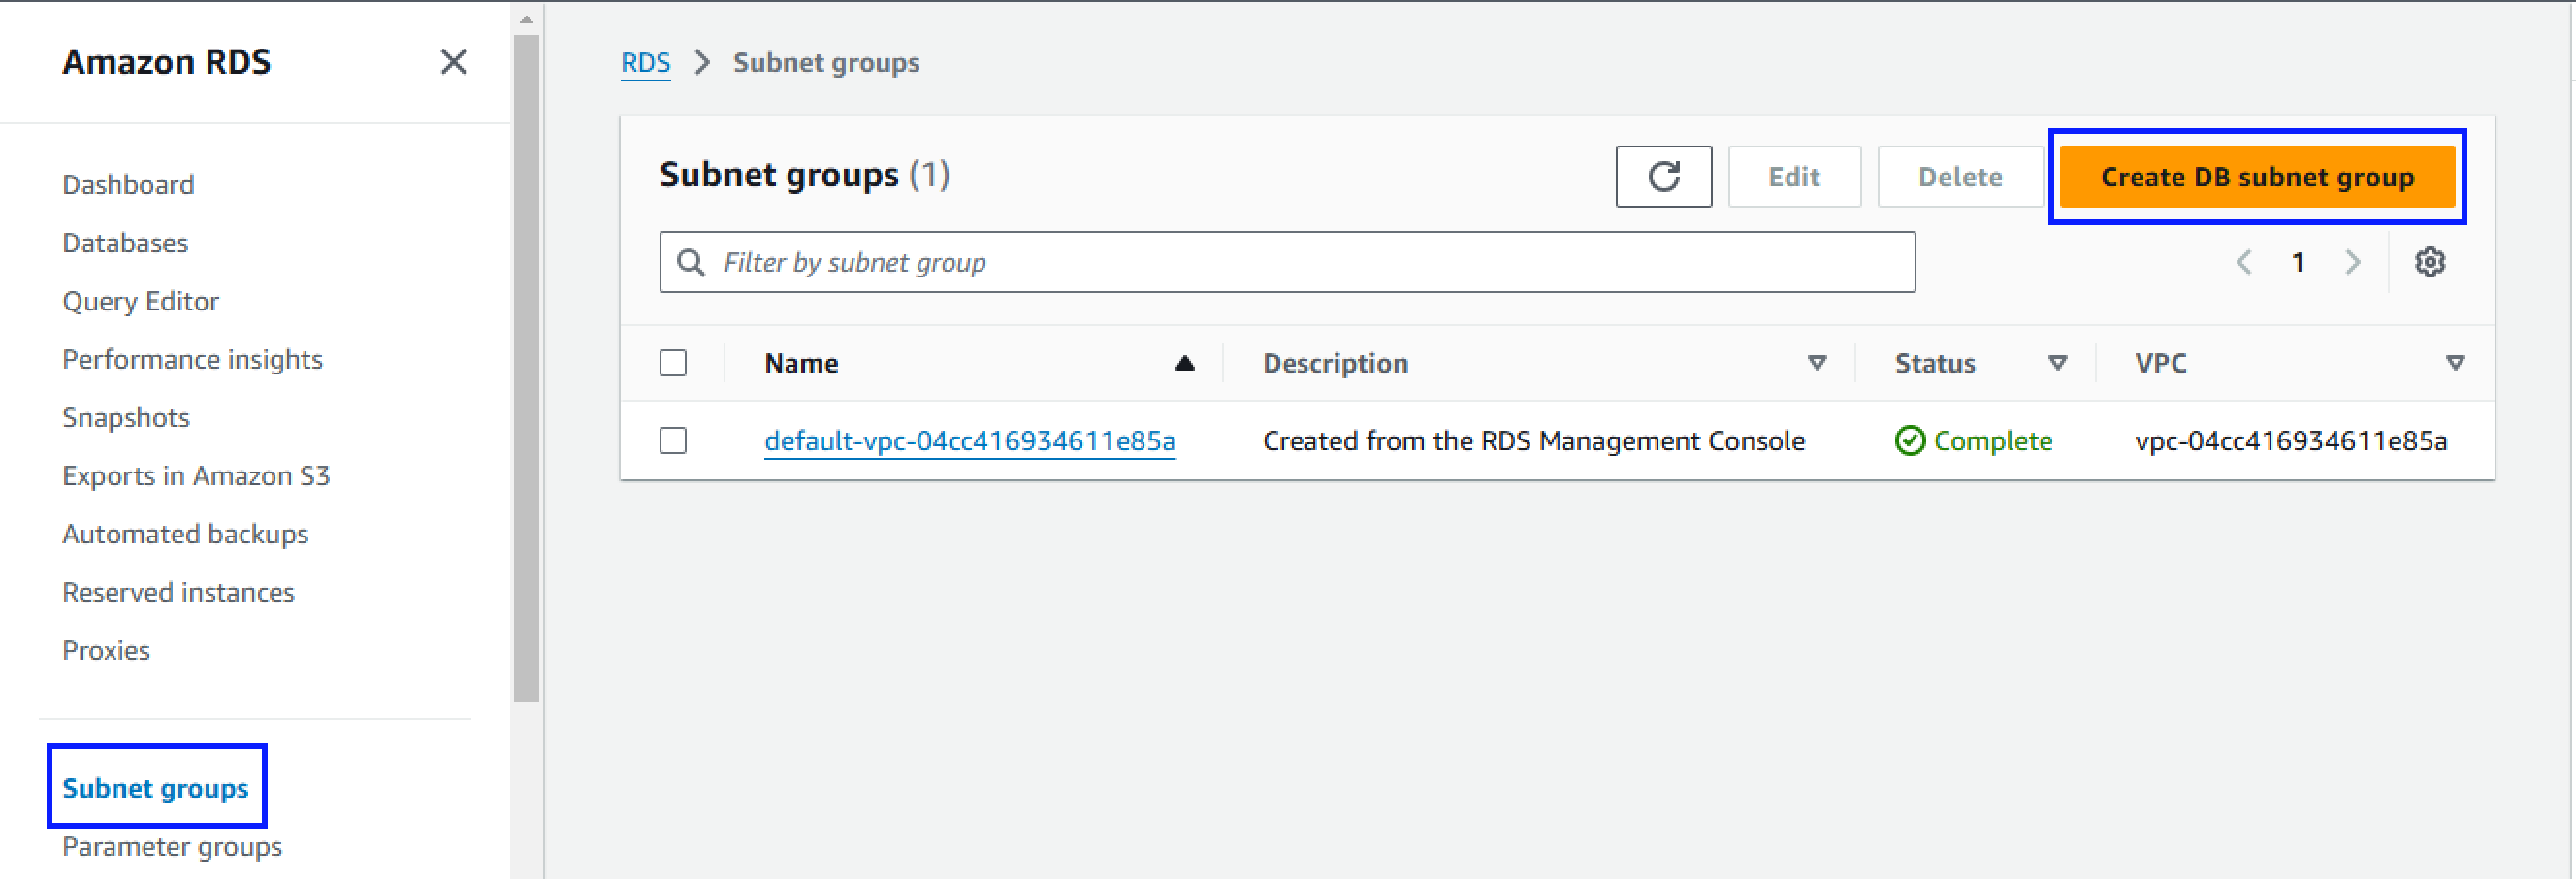 Amazon RDS
Dashboard
Databases
Query Editor
Performance insights
Snapshots
Exports in Amazon S3
Automated backups
Reserved instances
Proxies
Subnet groups
Parameter groups
RDS > Subnet groups
Subnet groups (1)
Edit
Delete
Create DB subnet group
Filter by subnet group
1
Name Description Status VPC
default-vpc-04cc416934611e85a Created from the RDS Management Console Complete vpc-04cc416934611e85a